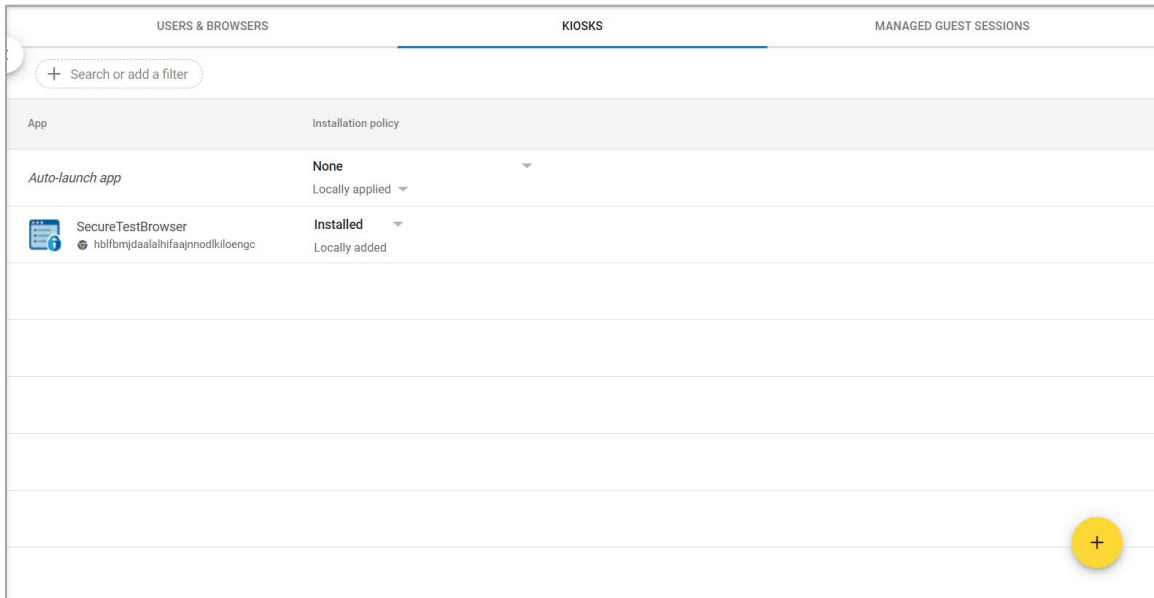 USERS & BROWSERS KIOSKS MANAGED GUEST SESSIONS
+ Search or add a filter
App Installation policy
Auto-launch app
None
Locally applied
SecureTestBrowser
hblfbmjdaalalhifaajnnodlkiloengc
Installed
Locally added
+